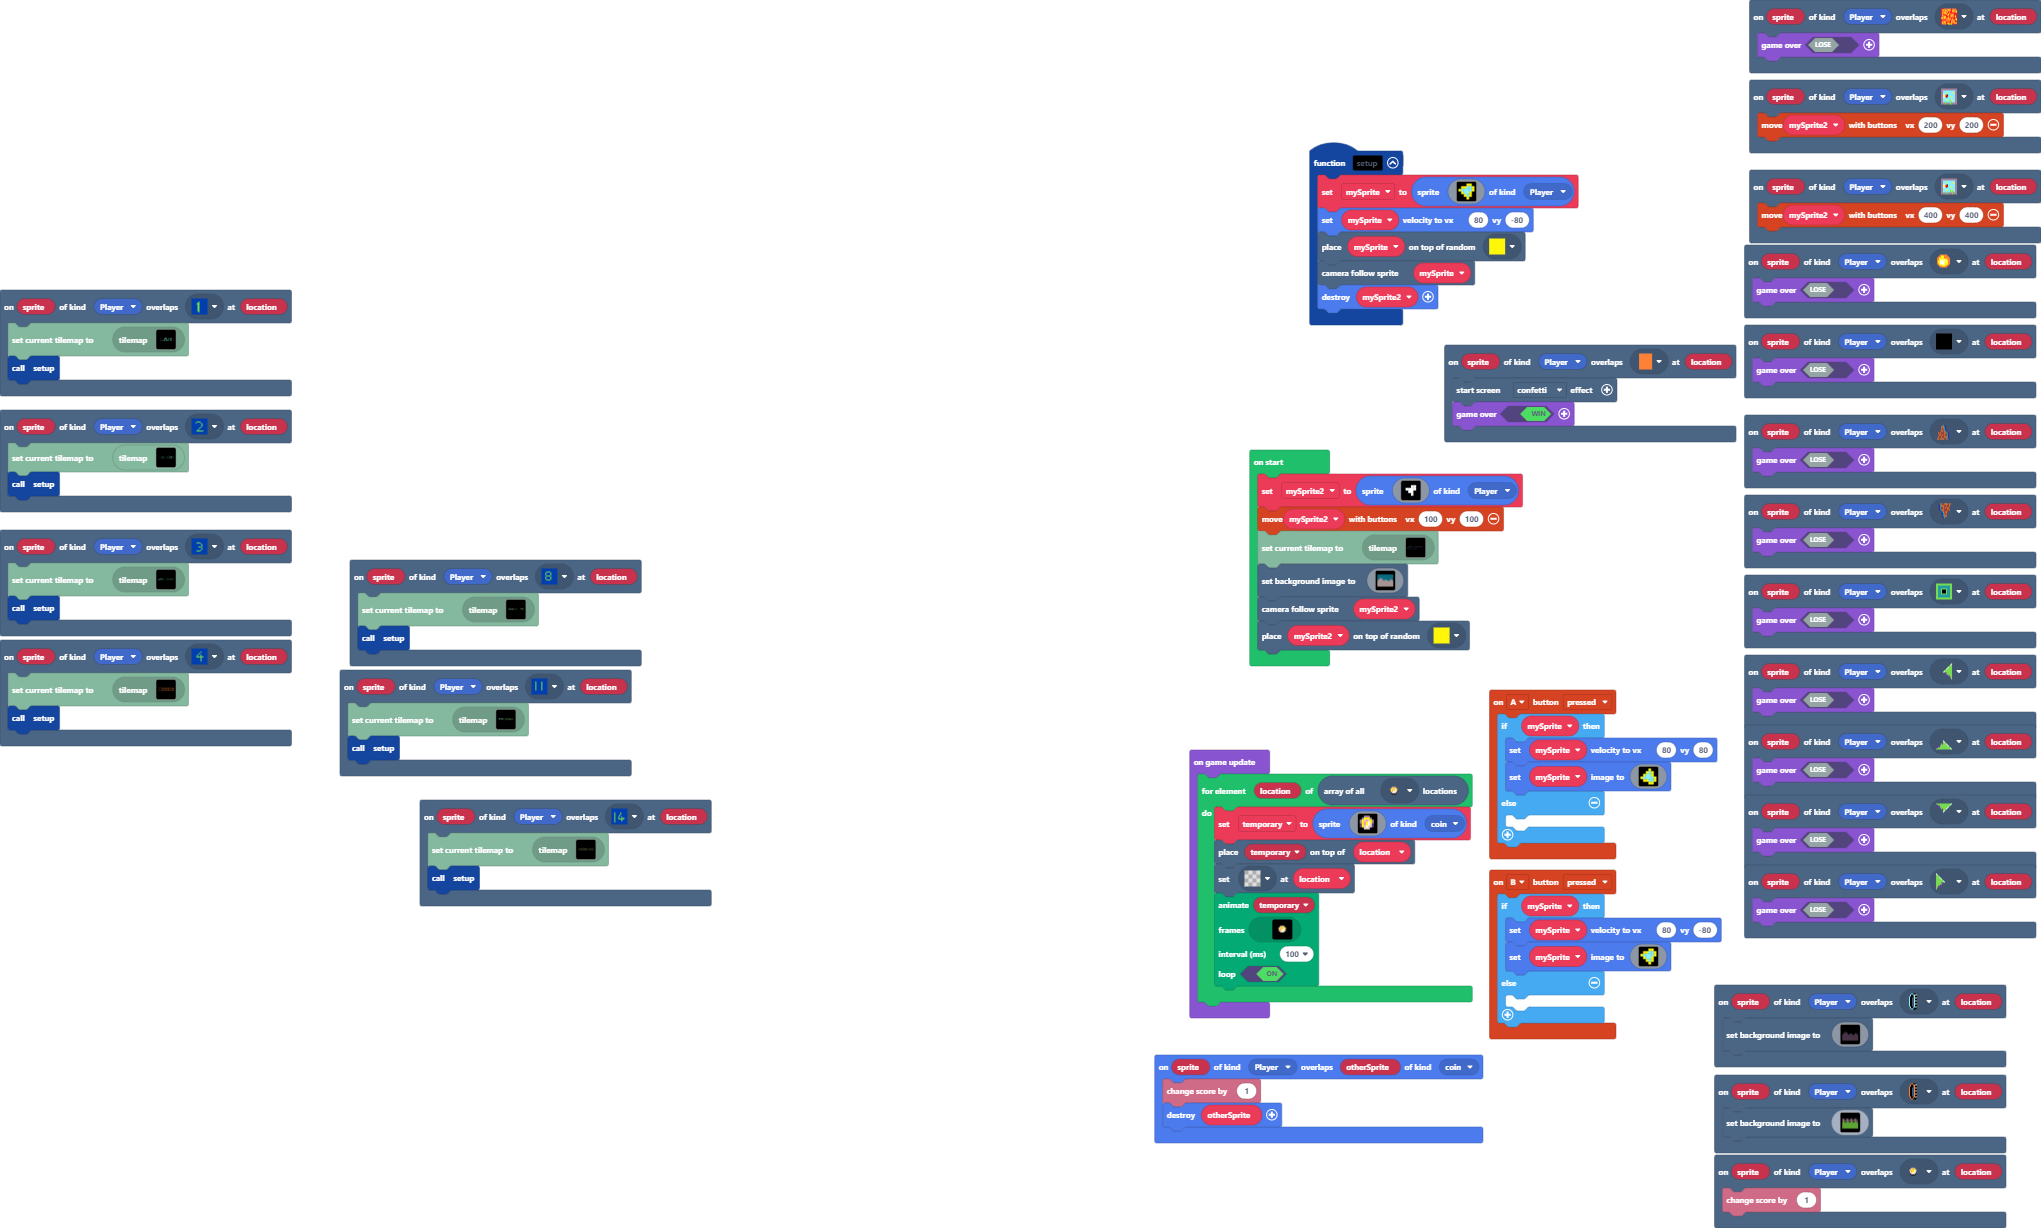 on sprite of kind Player overlaps 1 at location
set current tilemap to tilemap
call setup
on sprite of kind Player overlaps 2 at location
set current tilemap to tilemap
call setup
on sprite of kind Player overlaps 3 at location
set current tilemap to tilemap
call setup
on sprite of kind Player overlaps 4 at location
set current tilemap to tilemap
call setup
on sprite of kind Player overlaps 8 at location
set current tilemap to tilemap
call setup
on sprite of kind Player overlaps 11 at location
set current tilemap to tilemap
call setup
on sprite of kind Player overlaps 14 at location
set current tilemap to tilemap
call setup
function setup
set mySprite to sprite of kind Player
set mySprite velocity to vx 80 vy -80
place mySprite on top of random
camera follow sprite mySprite
destroy mySprite2
on sprite of kind Player overlaps at location
start screen confetti effect
game over WIN
on start
set mySprite2 to sprite of kind Player
move mySprite2 with buttons vx 100 vy 100
set current tilemap to tilemap
set background image to
camera follow sprite mySprite2
place mySprite2 on top of random
on A button pressed
if mySprite then
set mySprite velocity to vx 80 vy 80
set mySprite image to
else
on game update
for element location of array of all locations
do
set temporary to sprite of kind coin
place temporary on top of location
set at location
animate temporary
frames
interval (ms) 100
loop ON
on B button pressed
if mySprite then
set mySprite velocity to vx 80 vy -80
set mySprite image to
else
on sprite of kind Player overlaps otherSprite of kind coin
change score by 1
destroy otherSprite
on sprite of kind Player overlaps at location
game over LOSE
on sprite of kind Player overlaps at location
move mySprite2 with buttons vx 200 vy 200
on sprite of kind Player overlaps at location
move mySprite2 with buttons vx 400 vy 400
on sprite of kind Player overlaps at location
game over LOSE
on sprite of kind Player overlaps at location
game over LOSE
on sprite of kind Player overlaps at location
game over LOSE
on sprite of kind Player overlaps at location
game over LOSE
on sprite of kind Player overlaps at location
game over LOSE
on sprite of kind Player overlaps at location
game over LOSE
on sprite of kind Player overlaps at location
game over LOSE
on sprite of kind Player overlaps at location
game over LOSE
on sprite of kind Player overlaps at location
game over LOSE
on sprite of kind Player overlaps at location
set background image to
on sprite of kind Player overlaps at location
set background image to
on sprite of kind Player overlaps at location
change score by 1